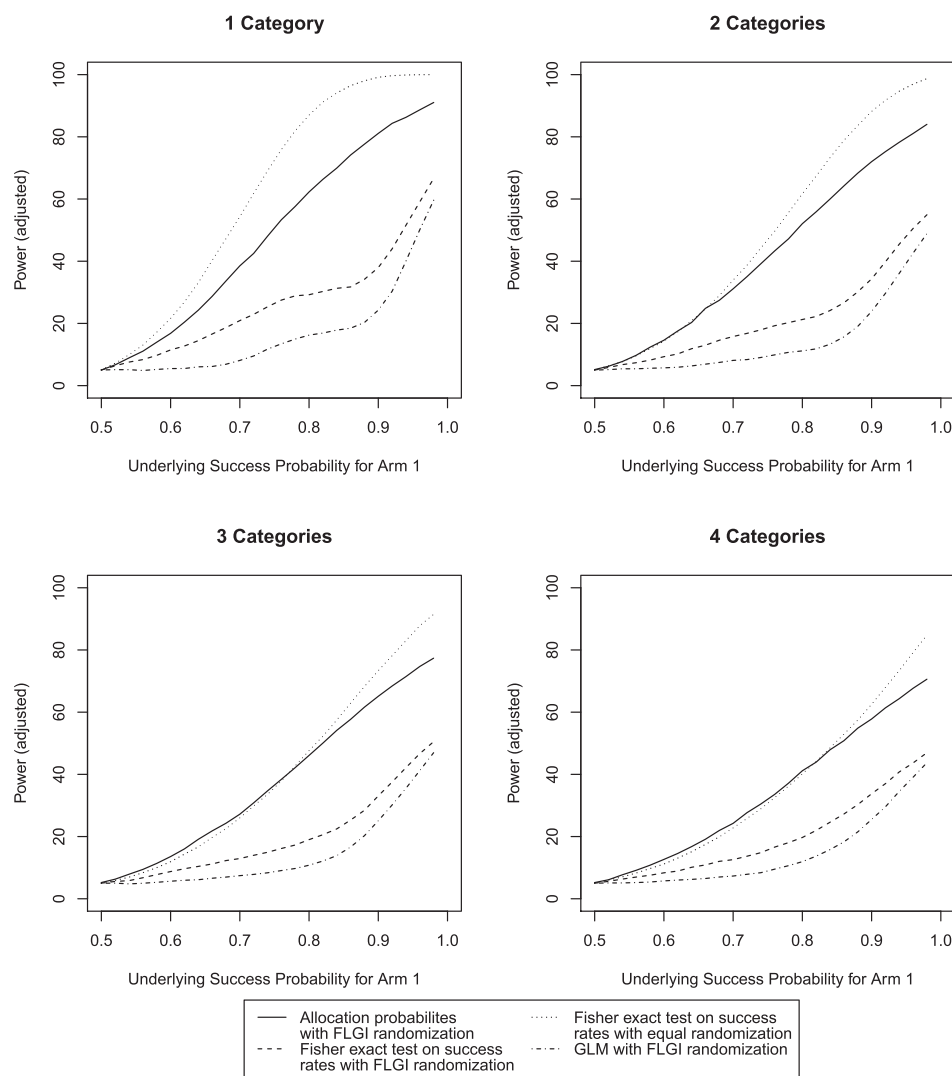 1 Category
2 Categories
Power (adjusted)
0 20 40 60 80 100
0.5 0.6 0.7 0.8 0.9 1.0
Underlying Success Probability for Arm 1
Power (adjusted)
0 20 40 60 80 100
0.5 0.6 0.7 0.8 0.9 1.0
Underlying Success Probability for Arm 1
3 Categories
4 Categories
Power (adjusted)
0 20 40 60 80 100
0.5 0.6 0.7 0.8 0.9 1.0
Underlying Success Probability for Arm 1
Power (adjusted)
0 20 40 60 80 100
0.5 0.6 0.7 0.8 0.9 1.0
Underlying Success Probability for Arm 1
Allocation probabilites
with FLGI randomization
Fisher exact test on success
rates with FLGI randomization
Fisher exact test on success
rates with equal randomization
GLM with FLGI randomization